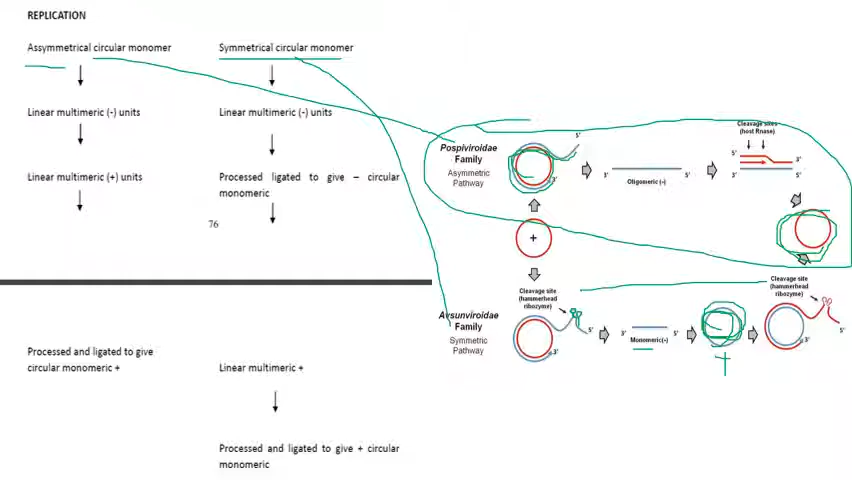 REPLICATION
Assymmetrical circular monomer
Linear multimeric (-) units
Linear multimeric (+) units
76
Processed and ligated to give
circular monomeric +
Symmetrical circular monomer
Linear multimeric (-) units
Processed ligated to give – circular
monomeric
Linear multimeric +
Processed and ligated to give + circular
monomeric
Pospiviroidae
Family
Asymmetric
Pathway
5'
3'
3'
5'
Oligomeric (-)
Cleavage sites
(host Rnase)
5'
3'
3'
5'
+
Cleavage site
(hammerhead
ribozyme)
Avsunviroidae
Family
Symmetric
Pathway
5'
3'
3'
5'
Monomeric(-)
+
Cleavage site
(hammerhead
ribozyme)
5'
3'